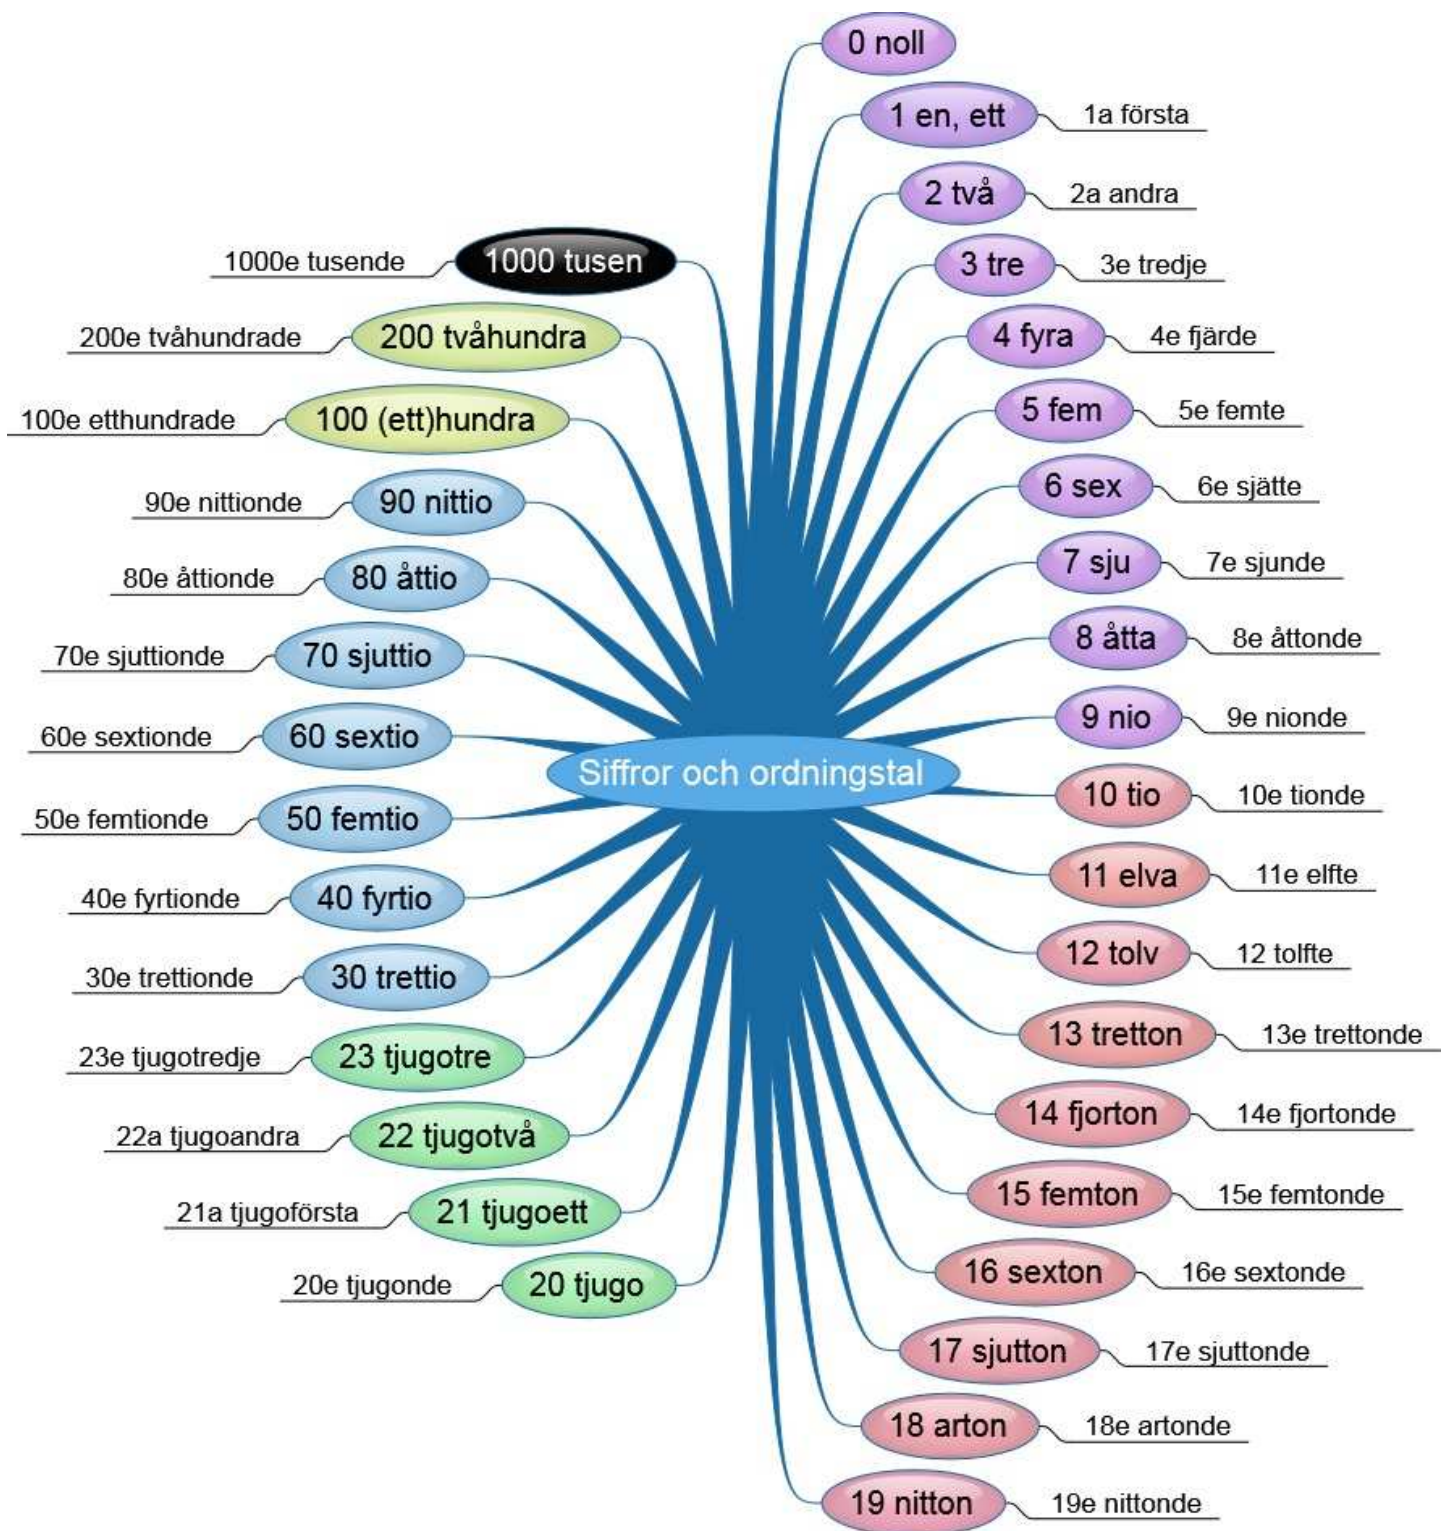 Siffror och ordningstal
0 noll
1 en, ett
1a första
2 två
2a andra
3 tre
3e tredje
4 fyra
4e fjärde
5 fem
5e femte
6 sex
6e sjätte
7 sju
7e sjunde
8 åtta
8e åttonde
9 nio
9e nionde
10 tio
10e tionde
11 elva
11e elfte
12 tolv
12 tolfte
13 tretton
13e trettonde
14 fjorton
14e fjortonde
15 femton
15e femtonde
16 sexton
16e sextonde
17 sjutton
17e sjuttonde
18 arton
18e artonde
19 nitton
19e nittonde
20 tjugo
20e tjugonde
21 tjugoett
21a tjugoförsta
22 tjugotvå
22a tjugoandra
23 tjugotre
23e tjugotredje
30 trettio
30e trettionde
40 fyrtio
40e fyrtionde
50 femtio
50e femtionde
60 sextio
60e sextionde
70 sjuttio
70e sjuttionde
80 åttio
80e åttionde
90 nittio
90e nittionde
100 (ett)hundra
100e etthundrade
200 tvåhundra
200e tvåhundrade
1000 tusen
1000e tusende